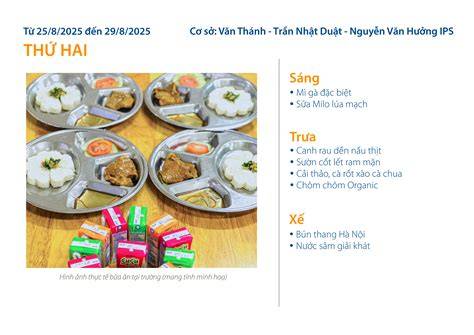 Từ 25/8/2025 đến 29/8/2025
Cơ sở: Văn Thánh - Trần Nhật Duật - Nguyễn Văn Hưởng IPS
THỨ HAI
Sáng
• Mì gà đặc biệt
• Sữa Milo lúa mạch
Trưa
• Canh rau dền nấu thịt
• Sườn cốt lết ram mặn
• Cải thảo, cà rốt xào cà chua
• Chôm chôm Organic
Xế
• Bún thang Hà Nội
• Nước sâm giải khát
Hình ảnh thực tế bữa ăn tại trường (mang tính minh hoạ)